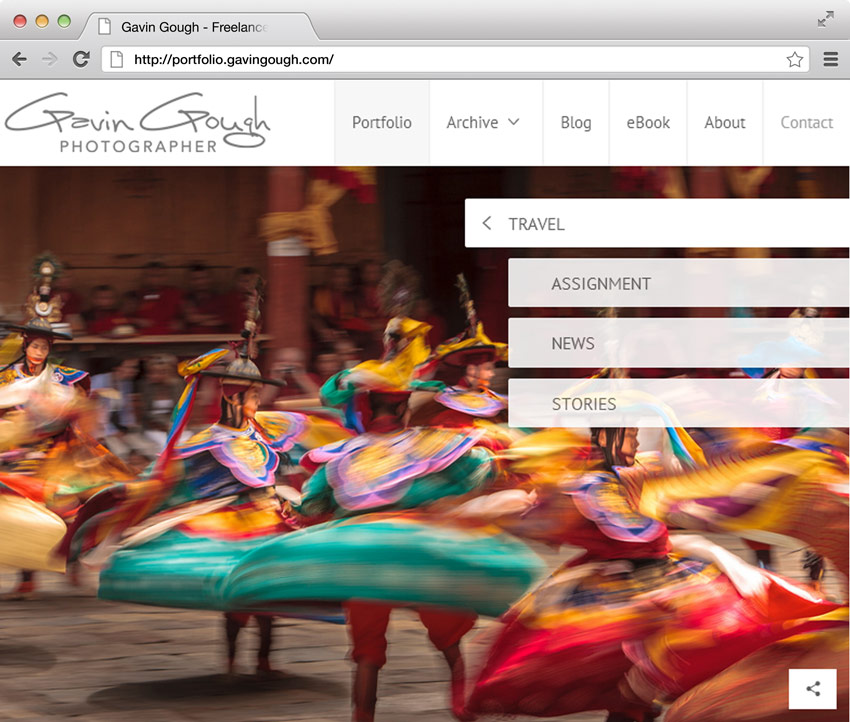 Gavin Gough - Freelance
http://portfolio.gavingough.com/
Gavin Gough
PHOTOGRAPHER
Portfolio
Archive
Blog
eBook
About
Contact
TRAVEL
ASSIGNMENT
NEWS
STORIES